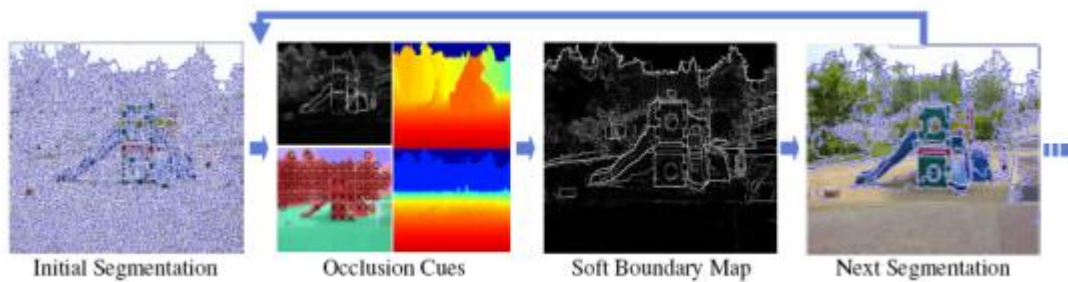 Initial Segmentation
Occlusion Cues
Soft Boundary Map
Next Segmentation